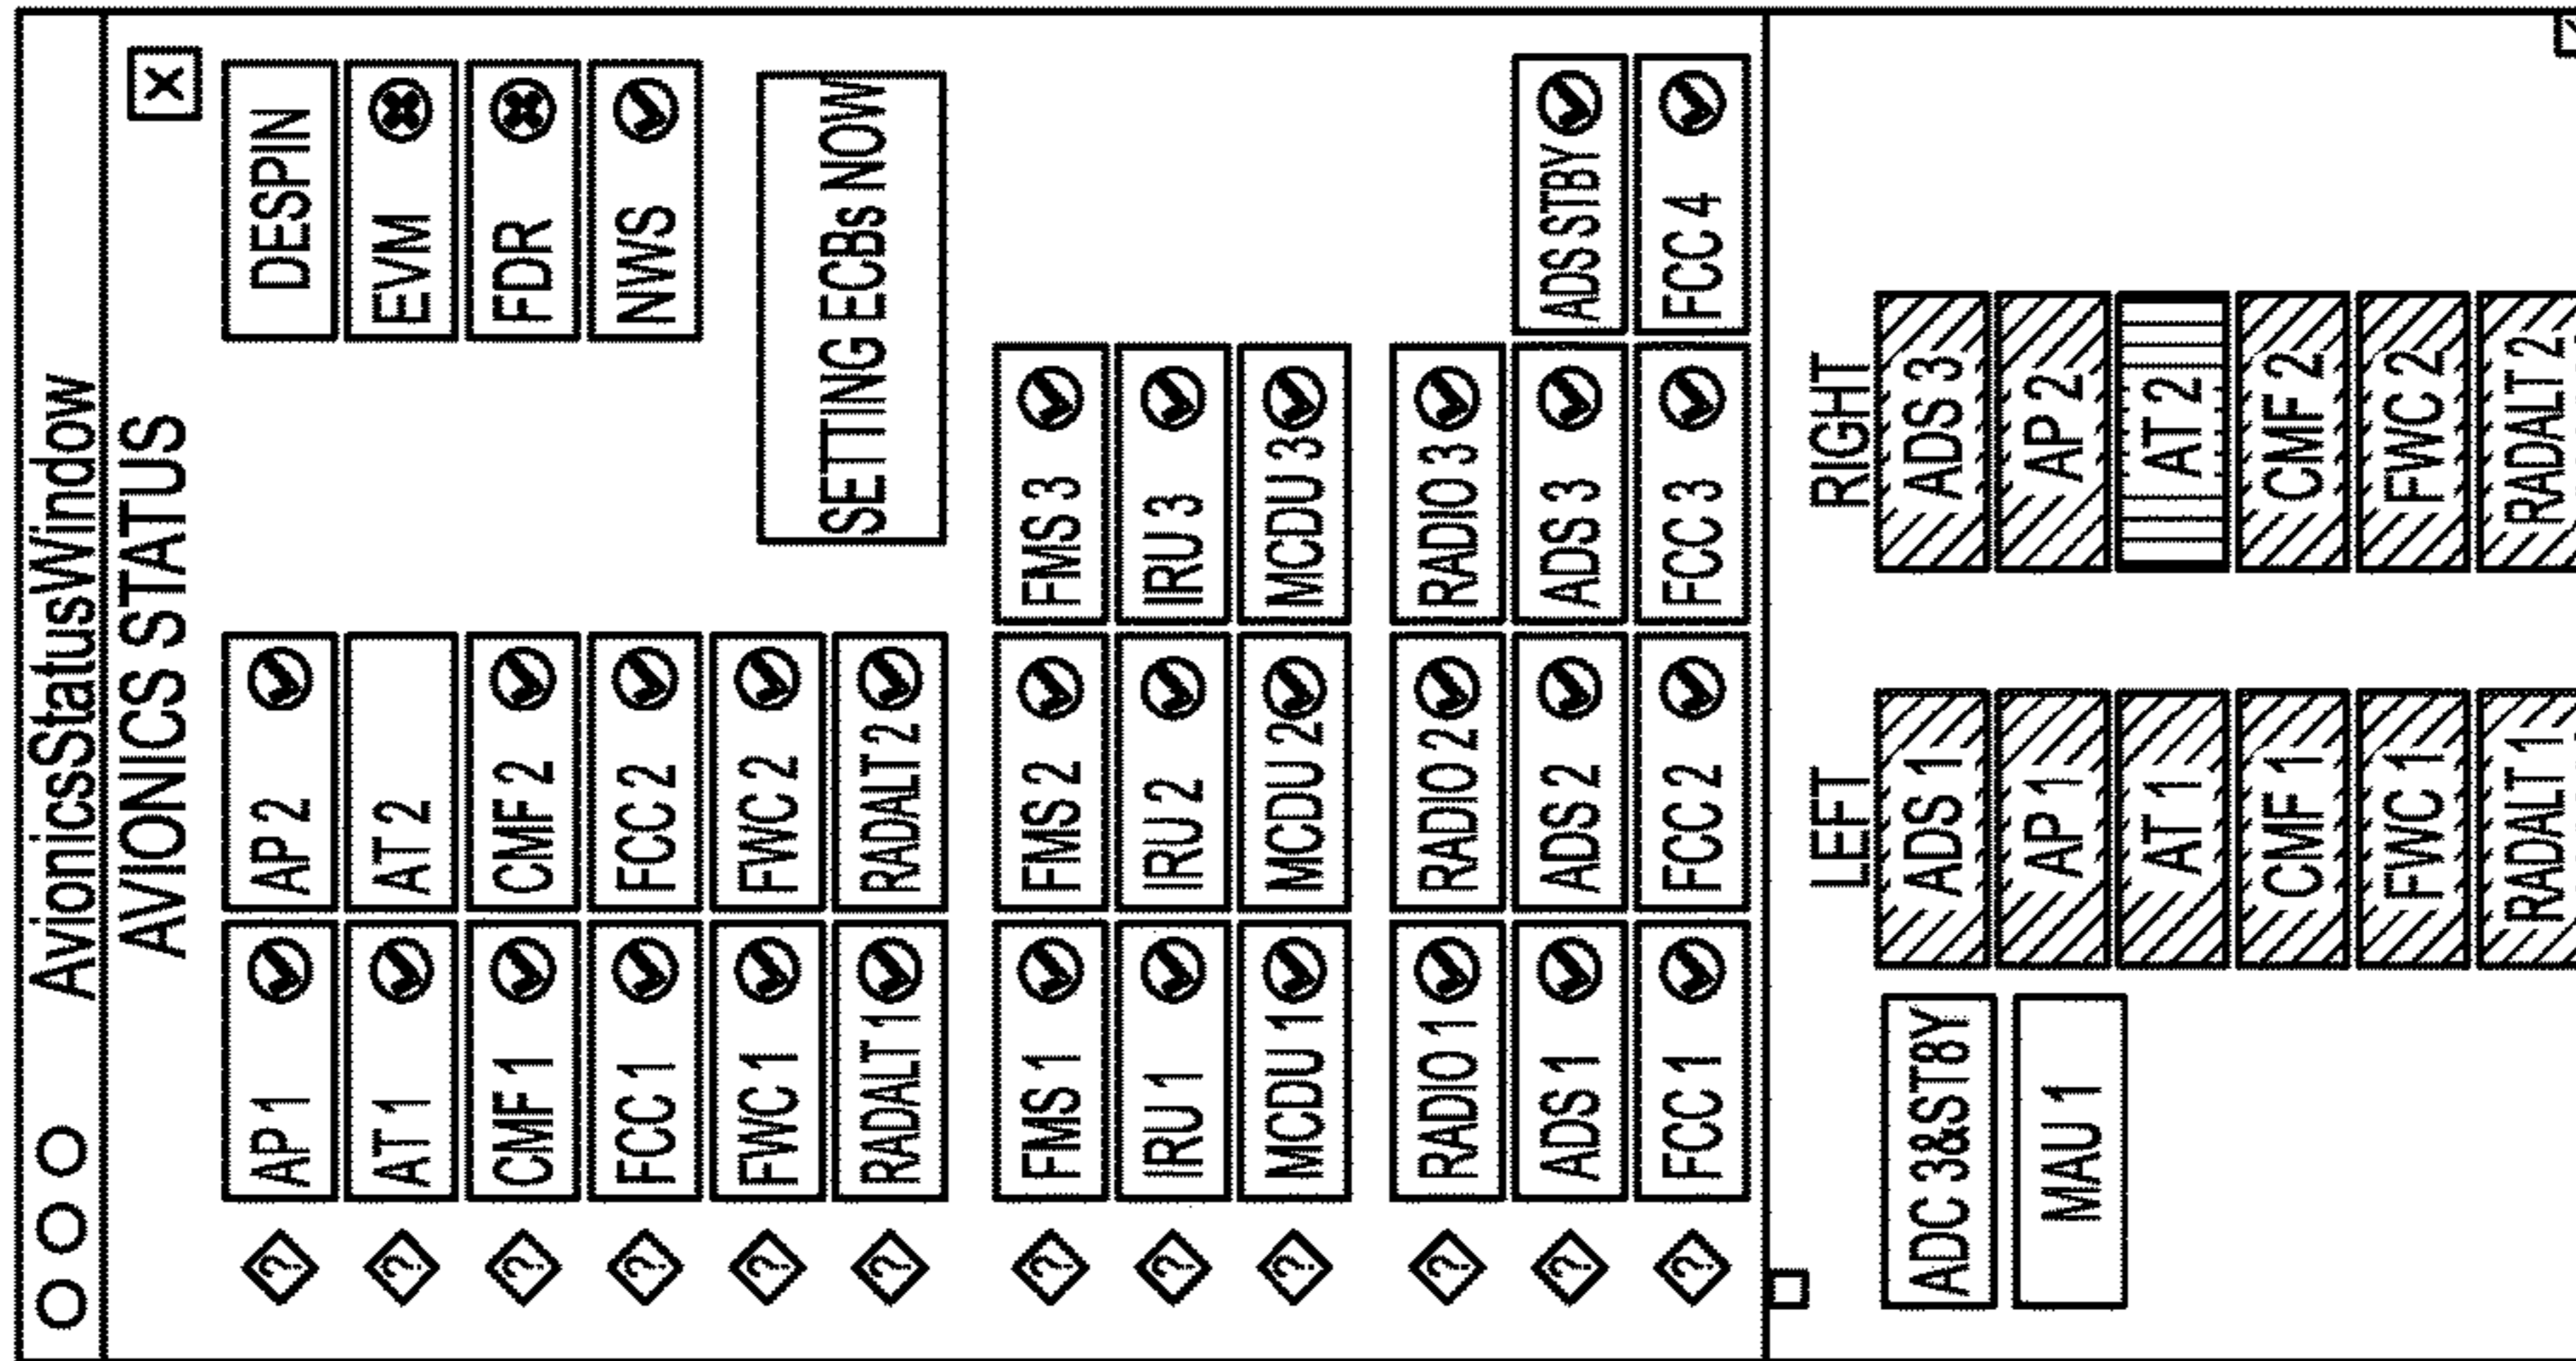 AvionicsStatusWindow
AVIONICS STATUS X
? AP 1 AP 2 DESPIN
? AT 1 AT 2 EVM
? CMF 1 CMF 2 FDR
? FCC 1 FCC 2 NWS
? FWC 1 FWC 2
? RADALT 1 RADALT 2 SETTING ECBs NOW
? FMS 1 FMS 2 FMS 3
? IRU 1 IRU 2 IRU 3
? MCDU 1 MCDU 2 MCDU 3
? RADIO 1 RADIO 2 RADIO 3
? ADS 1 ADS 2 ADS 3 ADS STBY
? FCC 1 FCC 2 FCC 3 FCC 4
LEFT RIGHT
ADC 3&ST8Y ADS 1 ADS 3
MAU 1 AP 1 AP 2
AT 1 AT 2
CMF 1 CMF 2
FWC 1 FWC 2
RADALT 1 RADALT 2